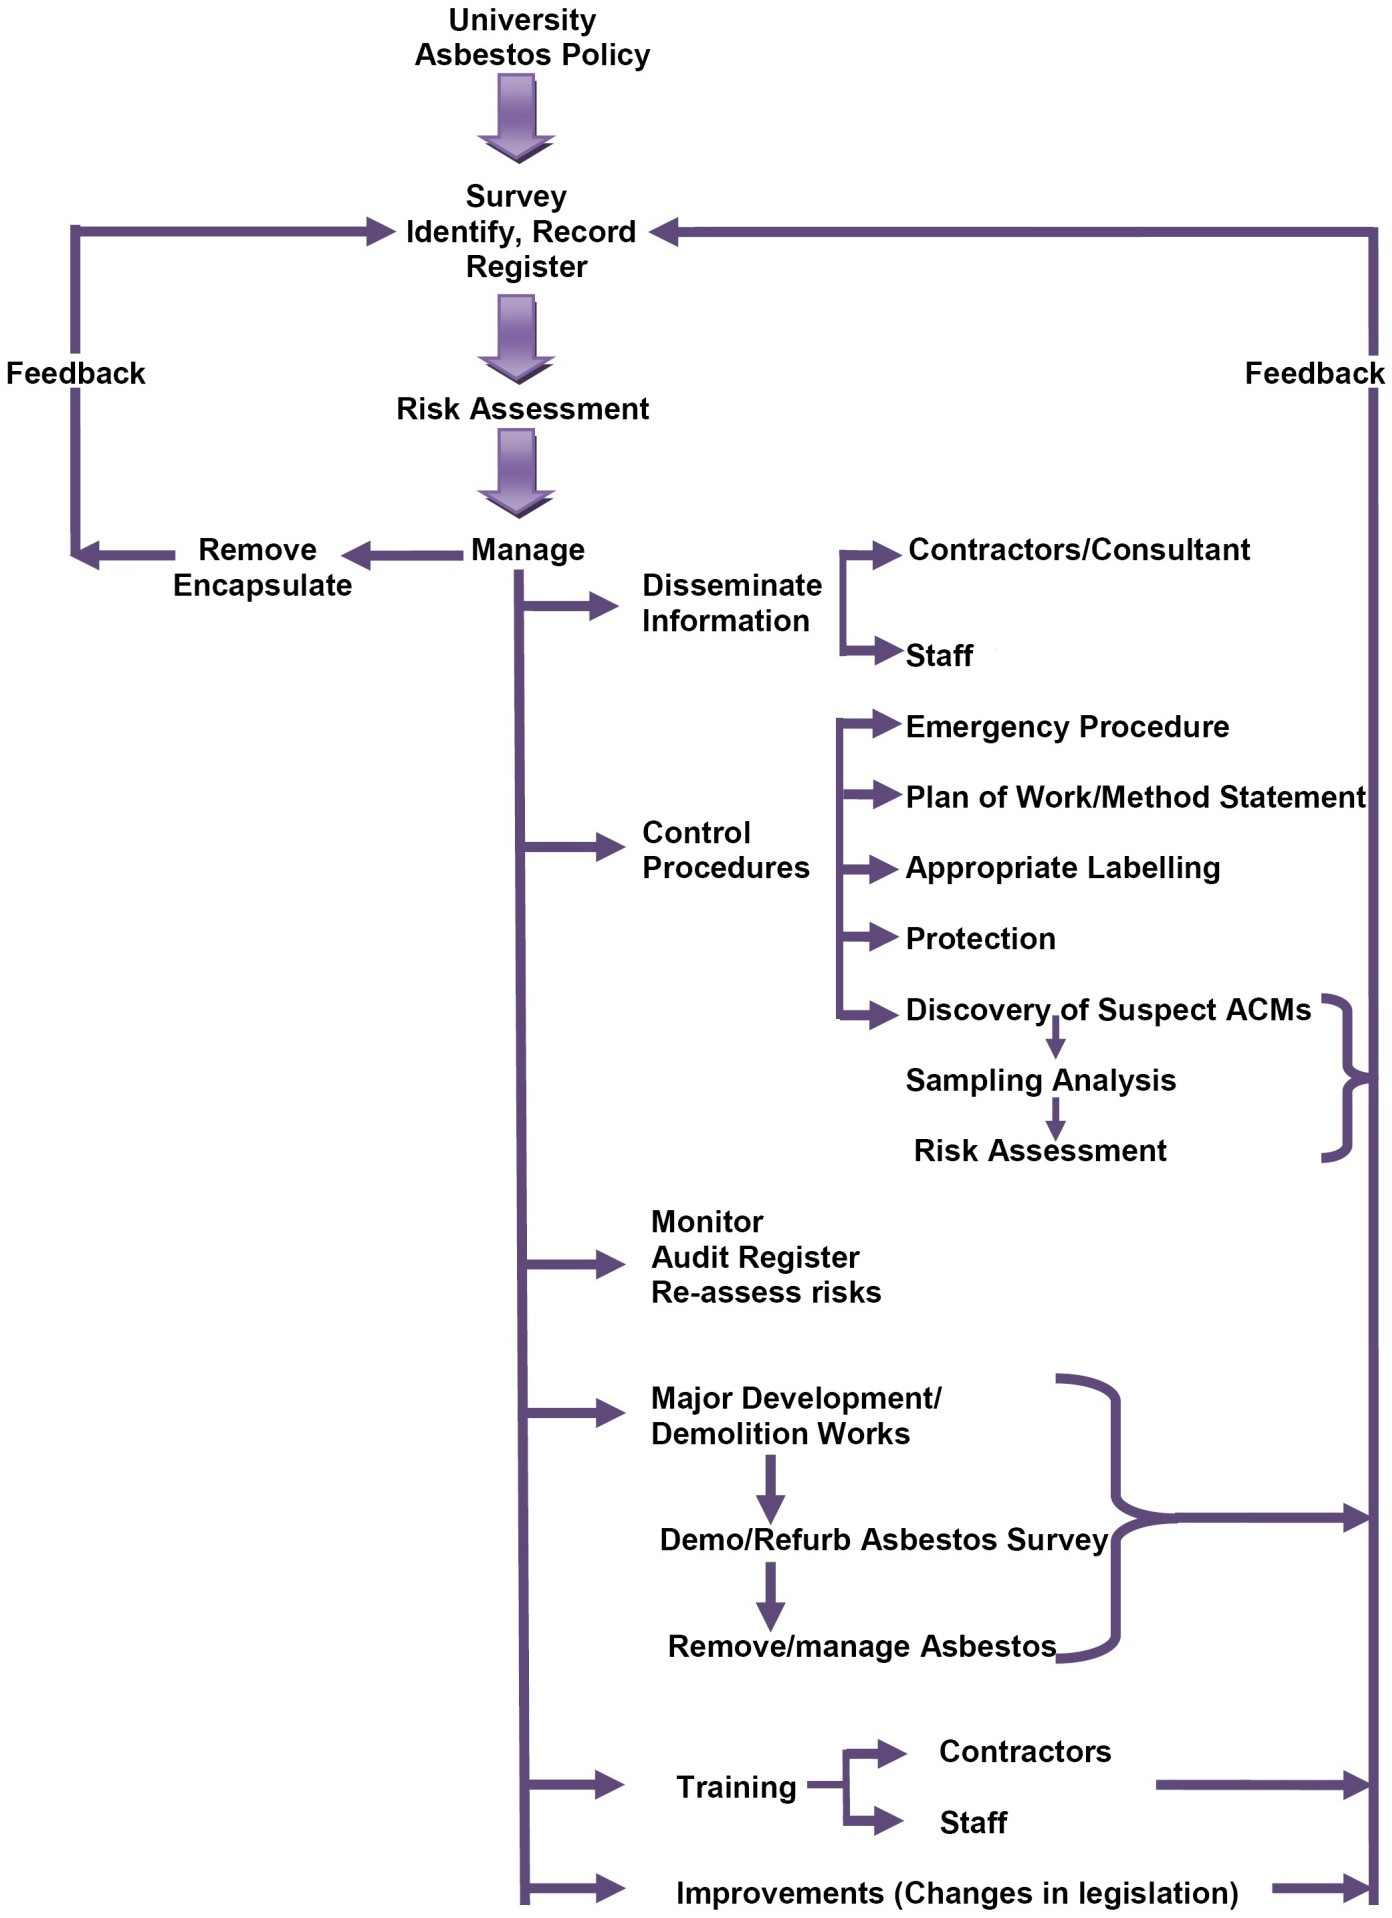 University
Asbestos Policy
Survey
Identify, Record
Register
Feedback
Feedback
Risk Assessment
Manage
Remove
Encapsulate
Disseminate
Information
Contractors/Consultant
Staff
Control
Procedures
Emergency Procedure
Plan of Work/Method Statement
Appropriate Labelling
Protection
Discovery of Suspect ACMs
Sampling Analysis
Risk Assessment
Monitor
Audit Register
Re-assess risks
Major Development/
Demolition Works
Demo/Refurb Asbestos Survey
Remove/manage Asbestos
Training
Contractors
Staff
Improvements (Changes in legislation)